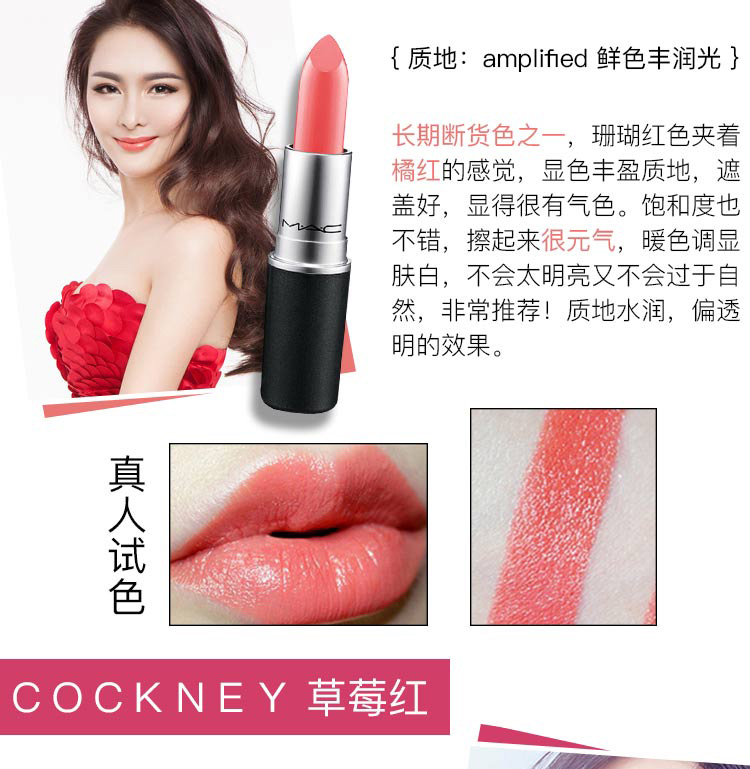 { 质地：amplified 鲜色丰润光 }
长期断货色之一，珊瑚红色夹着
橘红的感觉，显色丰盈质地，遮
盖好，显得很有气色。饱和度也
不错，擦起来很元气，暖色调显
肤白，不会太明亮又不会过于自
然，非常推荐！质地水润，偏透
明的效果。
MAC
真人试色
COCKNEY 草莓红